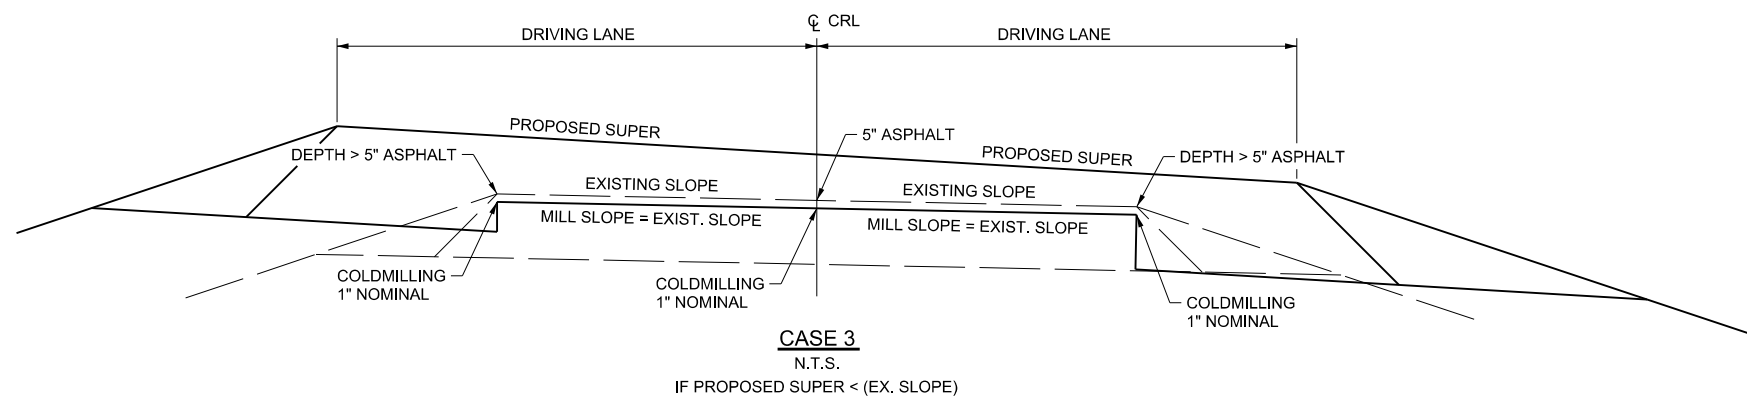 ℄ CRL
DRIVING LANE
DRIVING LANE
PROPOSED SUPER
5" ASPHALT
PROPOSED SUPER
DEPTH > 5" ASPHALT
DEPTH > 5" ASPHALT
EXISTING SLOPE
EXISTING SLOPE
MILL SLOPE = EXIST. SLOPE
MILL SLOPE = EXIST. SLOPE
COLDMILLING
1" NOMINAL
COLDMILLING
1" NOMINAL
COLDMILLING
1" NOMINAL
CASE 3
N.T.S.
IF PROPOSED SUPER < (EX. SLOPE)